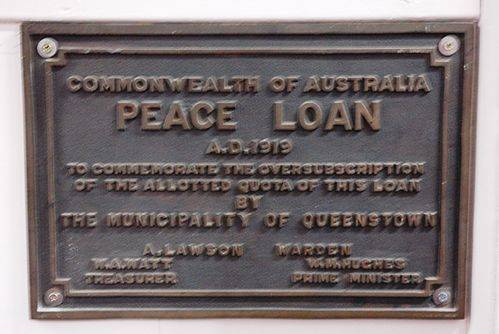 COMMONWEALTH OF AUSTRALIA
PEACE LOAN
A.D.1919
TO COMMEMORATE THE OVERSUBSCRIPTION
OF THE ALLOTTED QUOTA OF THIS LOAN
BY
THE MUNICIPALITY OF QUEENSTOWN
A.LAWSON WARDEN
W.A.WATT W.M.HUGHES
TREASURER PRIME MINISTER